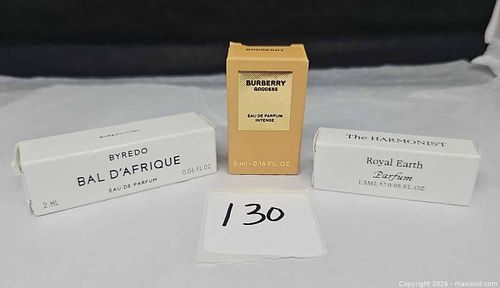 BYREDO
BAL D'AFRIQUE
EAU DE PARFUM
2 ML
0.06 FL.OZ
BURBERRY
BURBERRY
GODDESS
EAU DE PARFUM
INTENSE
5 ml - 0.16 FL. OZ.
The HARMONIST
Royal Earth
Parfum
1.5ML e 0.05 FL.OZ
130
Copyright 2026 - maxsold.com